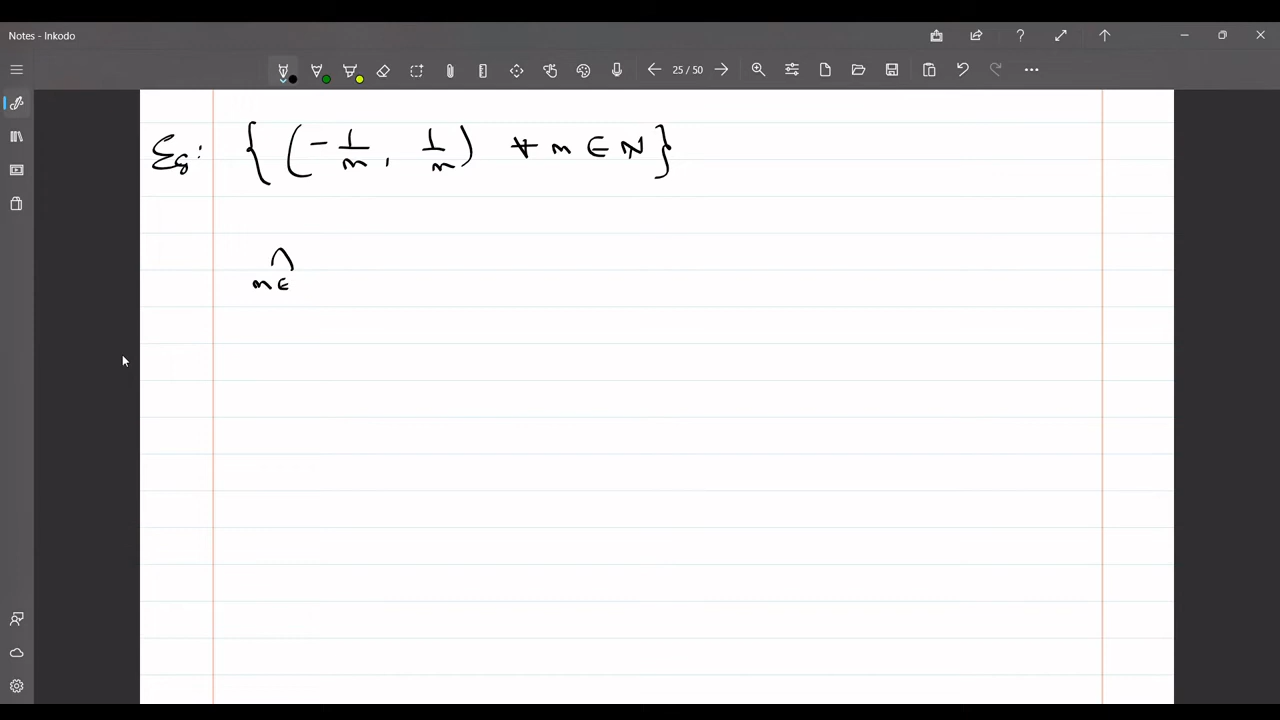 Notes - Inkodo
25 / 50
Eg: { (-1/n, 1/n) ∀ n ∈ N }
∩
n ∈